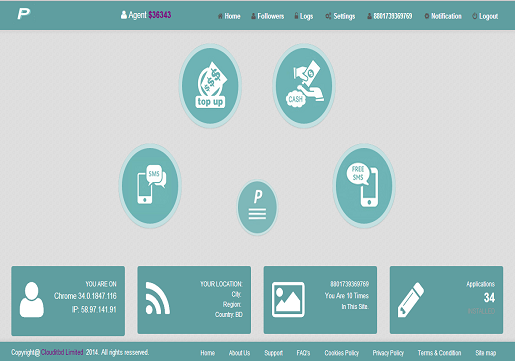 P
Agent $36343
Home Followers Logs Settings 8801739369769 Notification Logout
top up
CASH
SMS
FREE SMS
P
YOU ARE ON
Chrome 34.0.1847.116
IP: 58.97.141.91
YOUR LOCATION:
City:
Region:
Country: BD
8801739369769
You Are 10 Times
In This Site
Applications
34
Copyright@ Cloudlitbd Limited 2014. All rights resserved.
Home About Us Support FAQ's Cookies Policy Privacy Policy Terms & Condition Site map